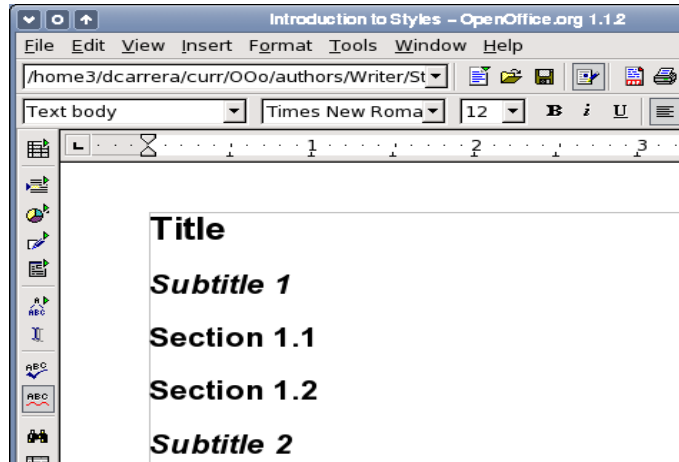 Introduction to Styles – OpenOffice.org 1.1.2
File Edit View Insert Format Tools Window Help
/home3/dcarrera/curr/OOo/authors/Writer/St
Text body Times New Roma 12 B i U
1 2 3
Title
Subtitle 1
Section 1.1
Section 1.2
Subtitle 2
ABC
ABC